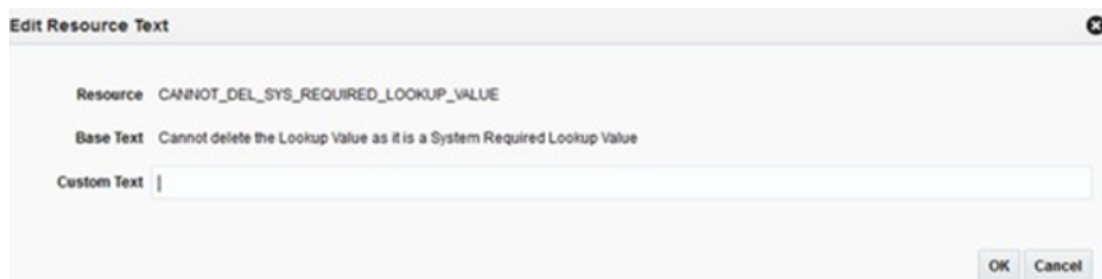 Edit Resource Text
Resource CANNOT_DEL_SYS_REQUIRED_LOOKUP_VALUE
Base Text Cannot delete the Lookup Value as it is a System Required Lookup Value
Custom Text
OK Cancel